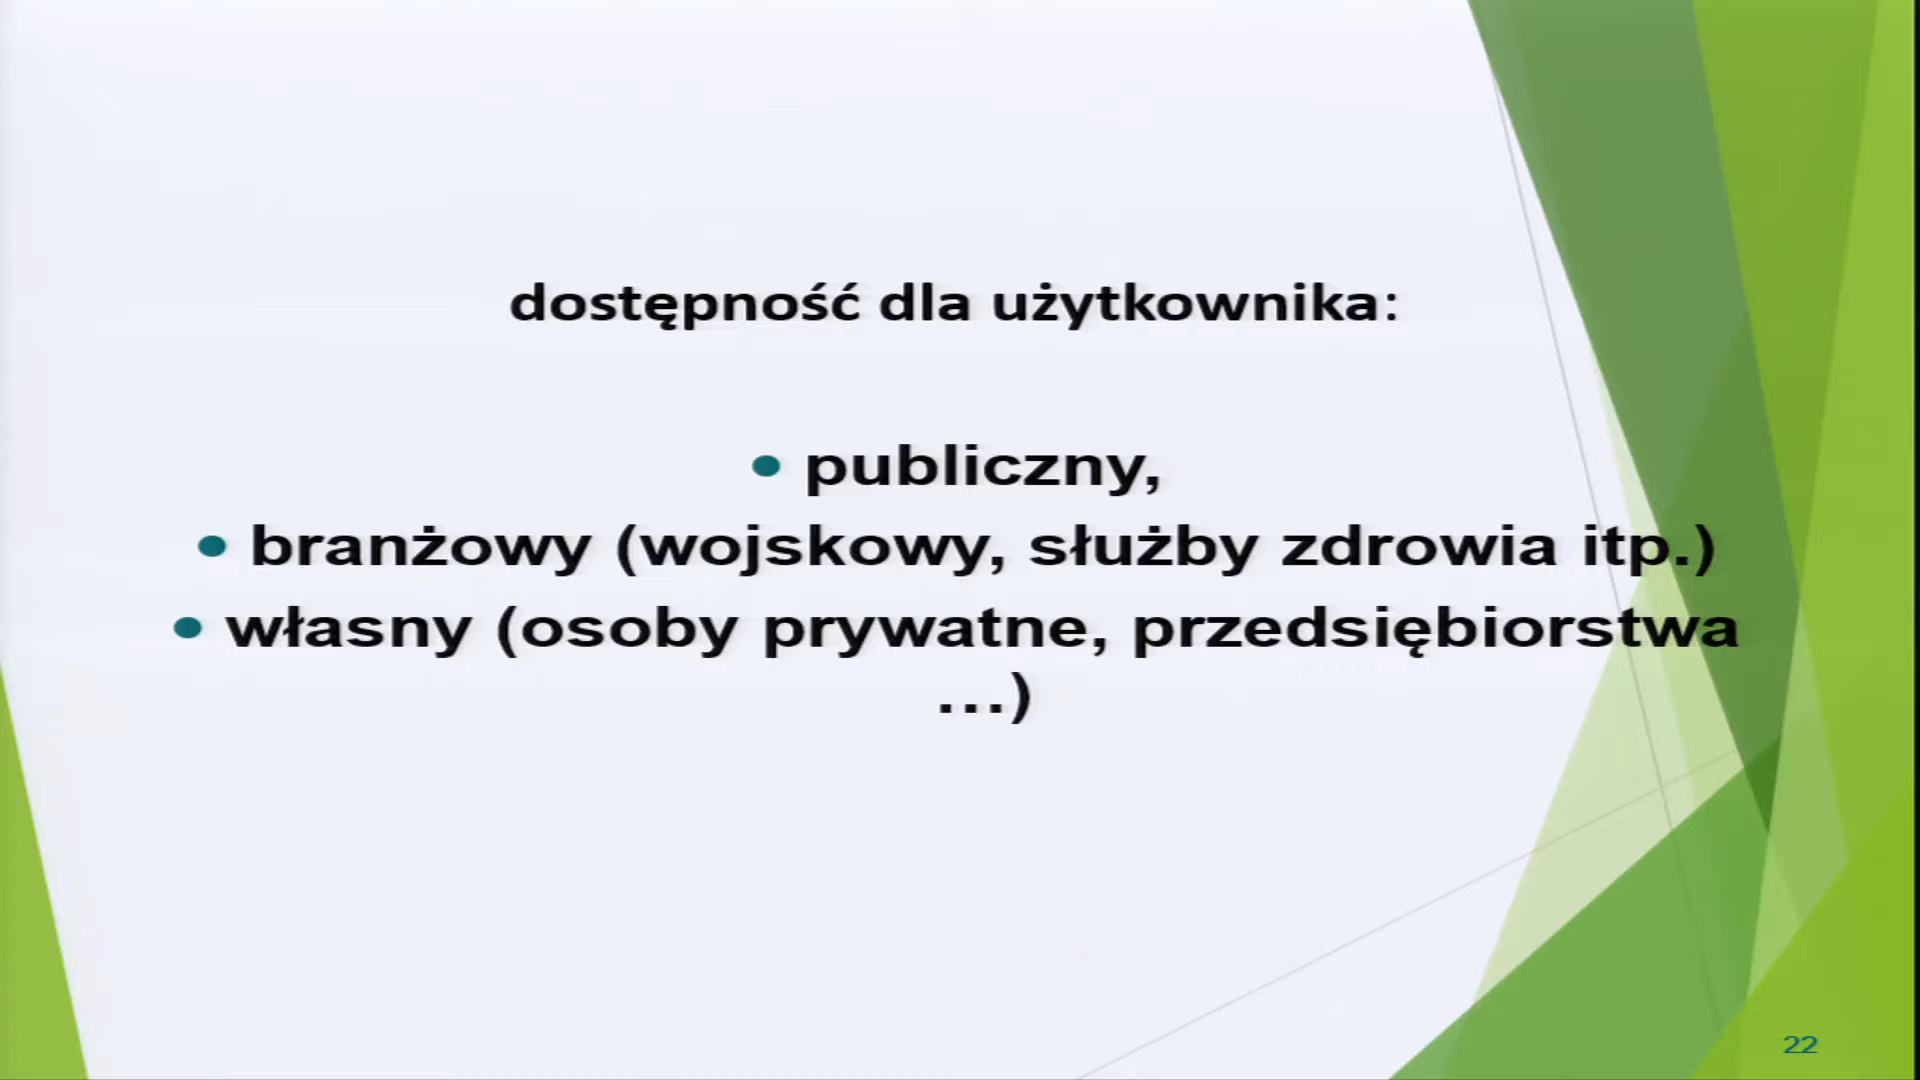 dostępność dla użytkownika:
• publiczny,
• branżowy (wojskowy, służby zdrowia itp.)
• własny (osoby prywatne, przedsiębiorstwa
…)
22